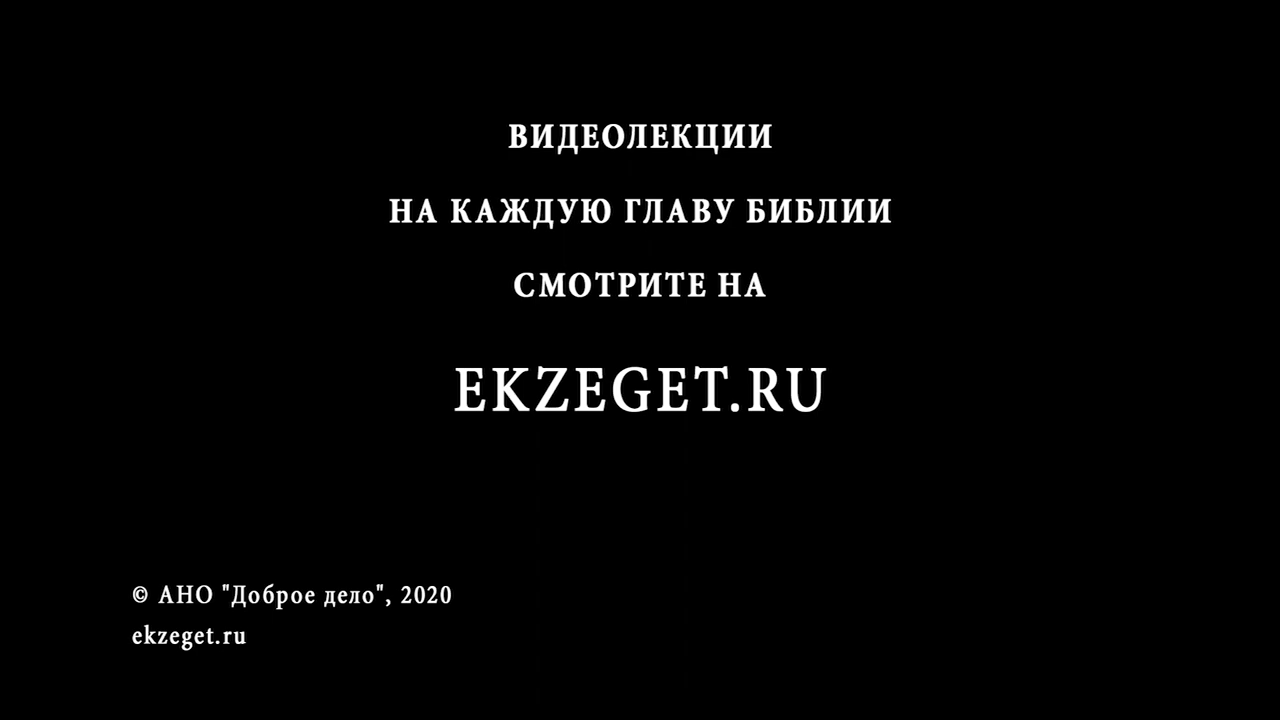 ВИДЕОЛЕКЦИИ
НА КАЖДУЮ ГЛАВУ БИБЛИИ
СМОТРИТЕ НА
EKZEGET.RU
© АНО "Доброе дело", 2020
ekzeget.ru